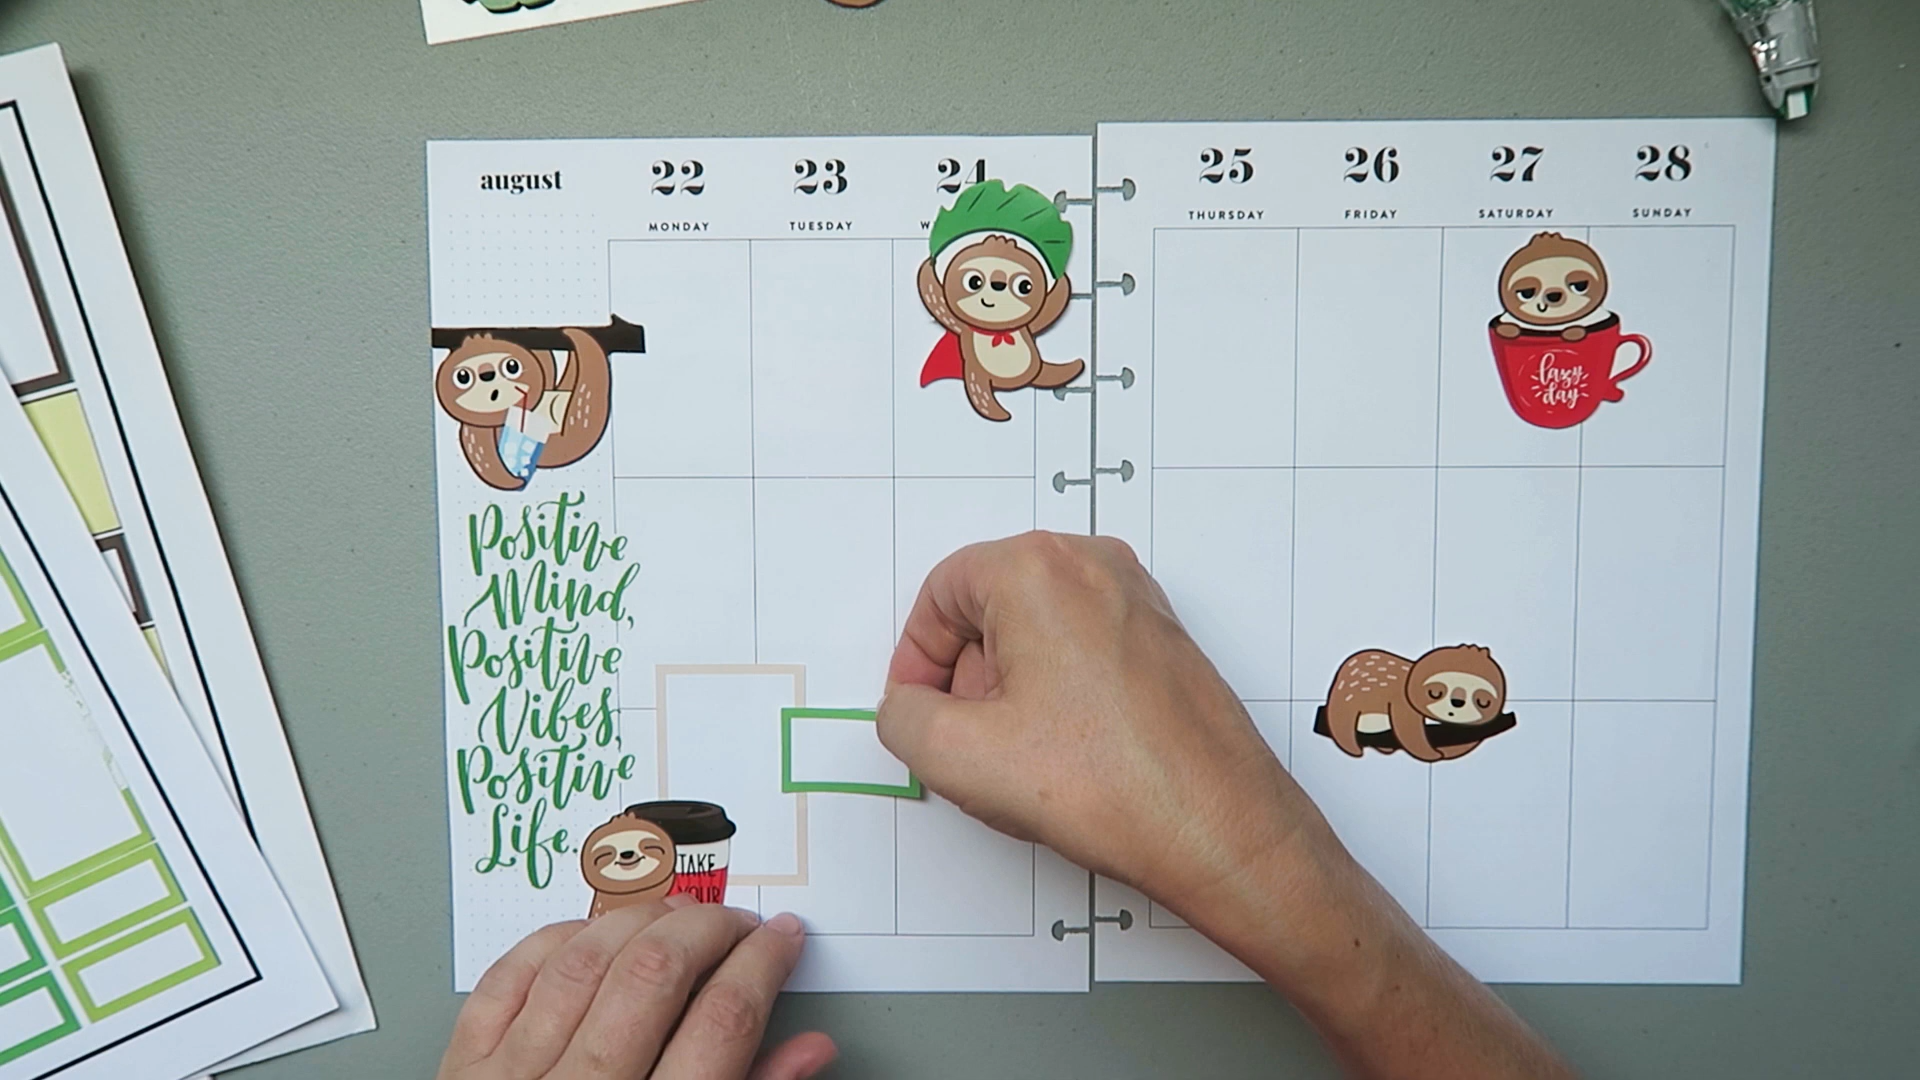 august
22
23
24
25
26
27
28
MONDAY
TUESDAY
THURSDAY
FRIDAY
SATURDAY
SUNDAY
lazy
day
Positive
Mind,
Positive
Vibes,
Positive
Life.
TAKE
YOUR